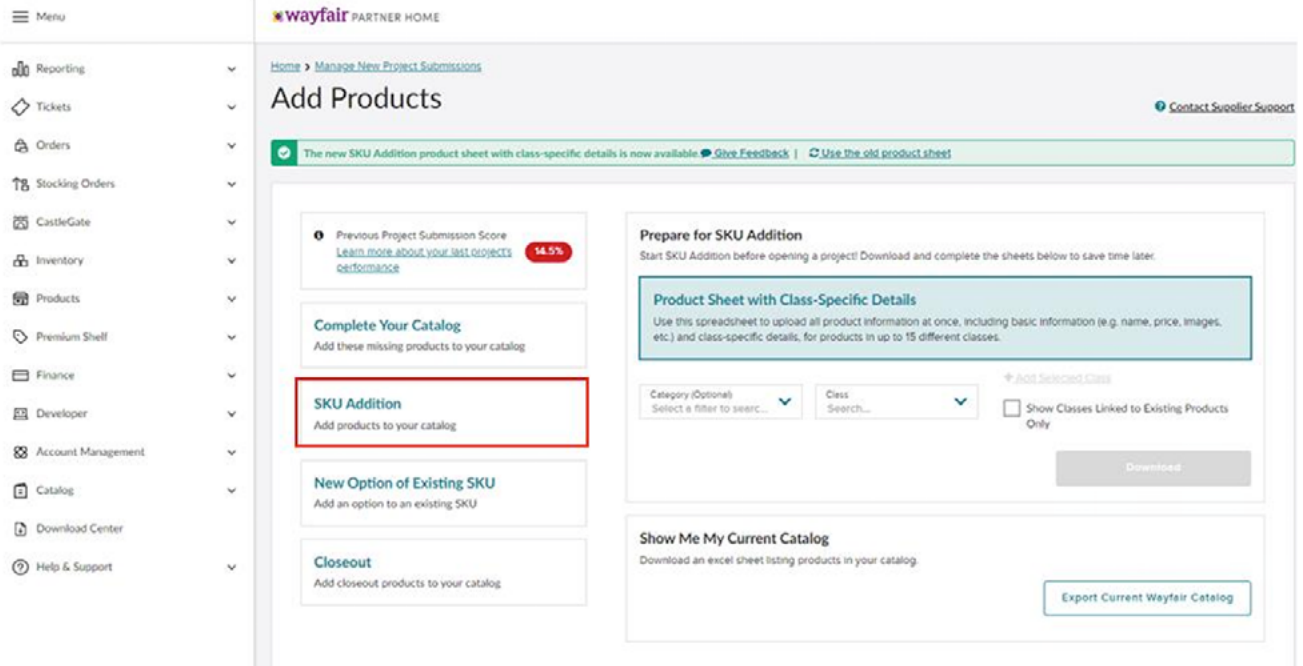 Menu
wayfair PARTNER HOME
Reporting
Tickets
Orders
Stocking Orders
CastleGate
Inventory
Products
Premium Shelf
Finance
Developer
Account Management
Catalog
Download Center
Help & Support
Home > Manage New Project Submissions
Add Products
Contact Supplier Support
The new SKU Addition product sheet with class-specific details is now available. Give Feedback | Use the old product sheet
Previous Project Submission Score
Learn more about your last project's
performance
14.5%
Complete Your Catalog
Add these missing products to your catalog
SKU Addition
Add products to your catalog
New Option of Existing SKU
Add an option to an existing SKU
Closeout
Add closeout products to your catalog
Prepare for SKU Addition
Start SKU Addition before opening a project! Download and complete the sheets below to save time later.
Product Sheet with Class-Specific Details
Use this spreadsheet to upload all product information at once, including basic information (e.g. name, price, images,
etc.) and class-specific details, for products in up to 15 different classes.
Category (Optional)
Select a filter to searc...
Class
Search...
+ Add Selected Class
Show Classes Linked to Existing Products
Only
Download
Show Me My Current Catalog
Download an excel sheet listing products in your catalog.
Export Current Wayfair Catalog